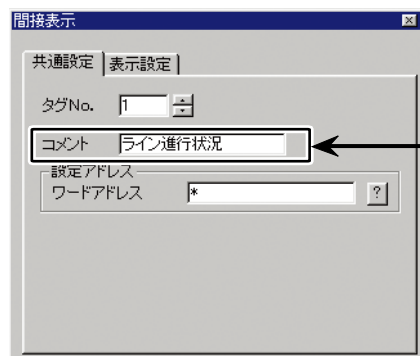 間接表示
共通設定 表示設定
タグNo. 1
コメント ライン進行状況
設定アドレス
ワードアドレス * ?